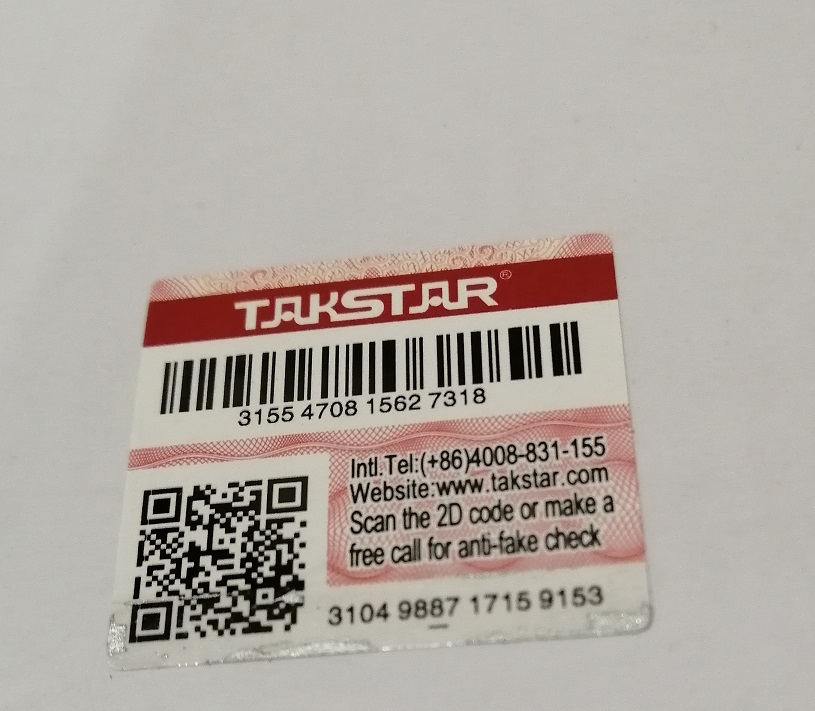 TAKSTAR®
3155 4708 1562 7318
Intl.Tel:(+86)4008-831-155
Website:www.takstar.com
Scan the 2D code or make a
free call for anti-fake check
3104 9887 1715 9153